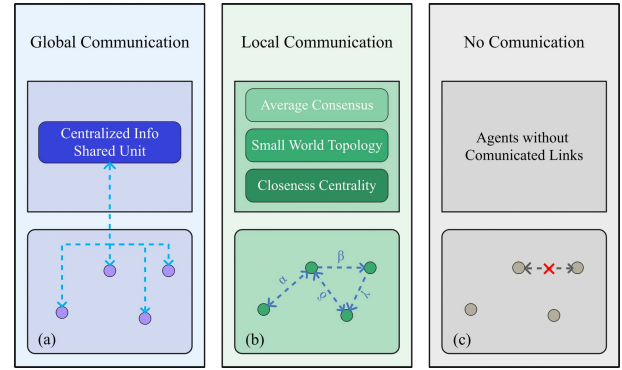 Global Communication
Centralized Info
Shared Unit
(a)
Local Communication
Average Consensus
Small World Topology
Closeness Centrality
α
β
γ
(b)
No Comunication
Agents without
Comunicated Links
(c)